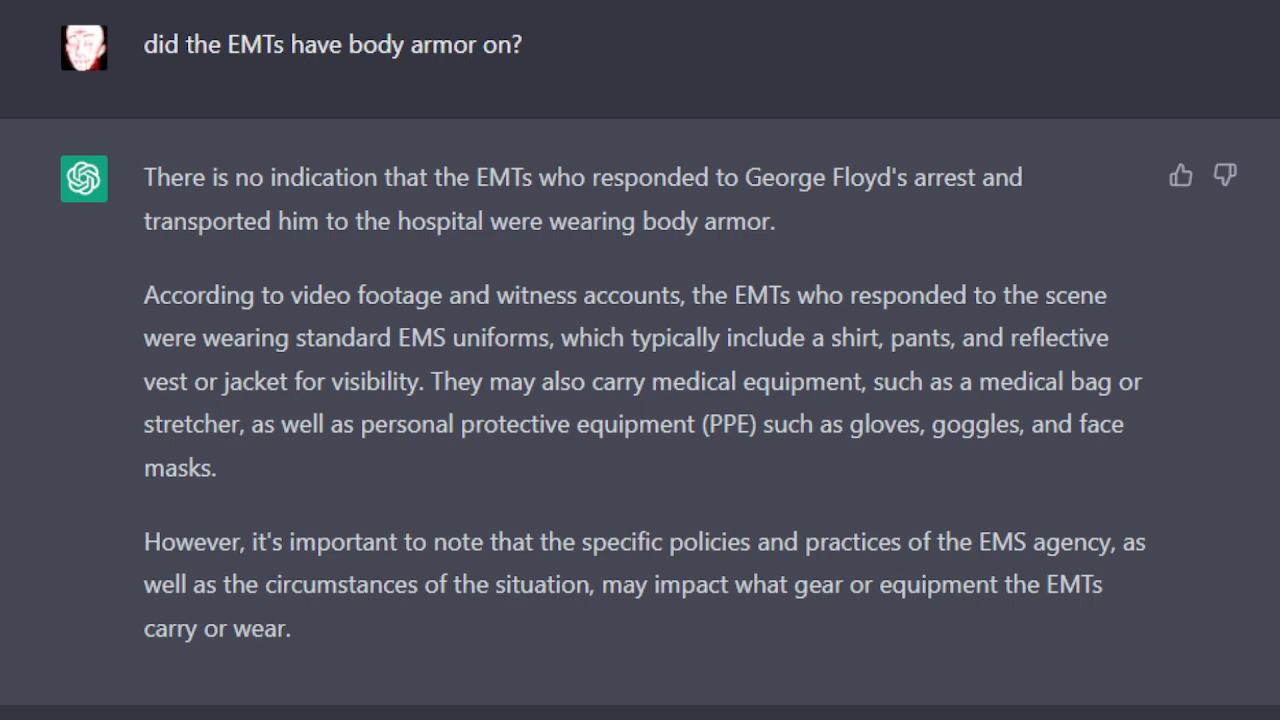 did the EMTs have body armor on?
There is no indication that the EMTs who responded to George Floyd's arrest and
transported him to the hospital were wearing body armor.
According to video footage and witness accounts, the EMTs who responded to the scene
were wearing standard EMS uniforms, which typically include a shirt, pants, and reflective
vest or jacket for visibility. They may also carry medical equipment, such as a medical bag or
stretcher, as well as personal protective equipment (PPE) such as gloves, goggles, and face
masks.
However, it's important to note that the specific policies and practices of the EMS agency, as
well as the circumstances of the situation, may impact what gear or equipment the EMTs
carry or wear.